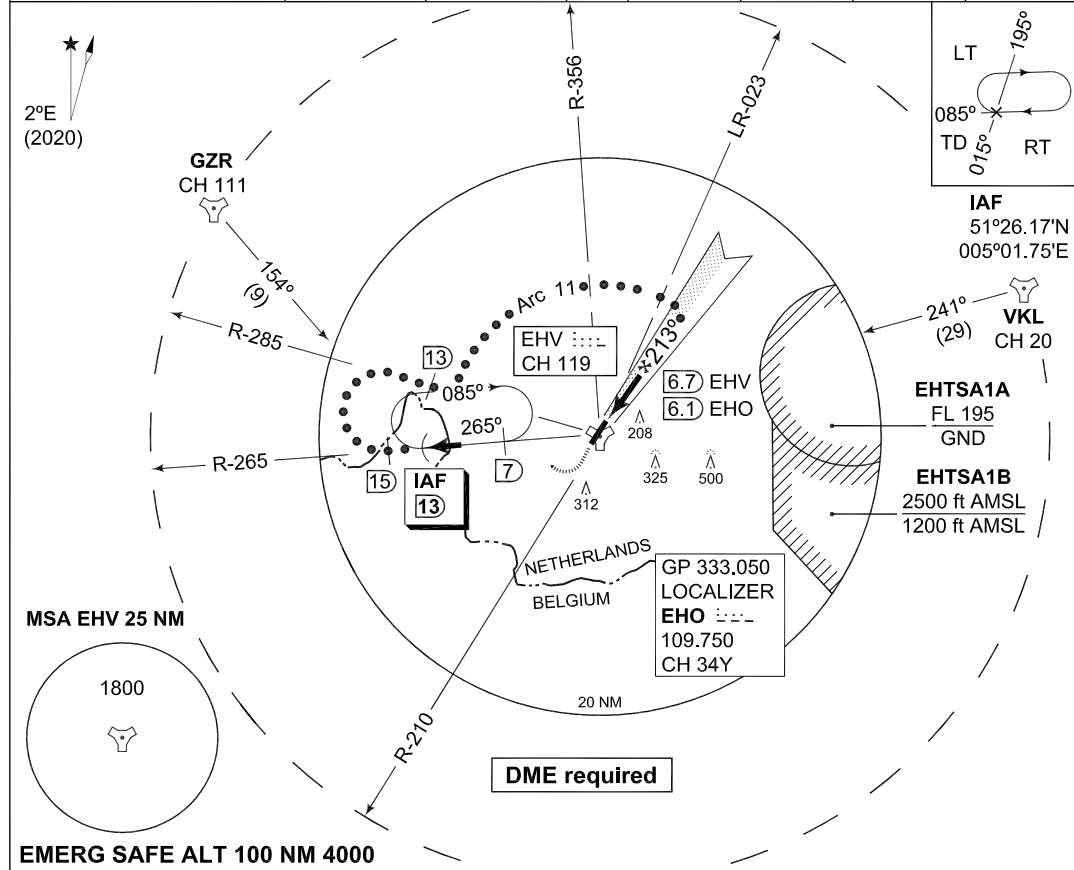 2ºE
(2020)
GZR
CH 111
154º
(9)
R-285
R-265
R-356
LR-023
LT
195º
085º
TD
015º
RT
IAF
51°26.17'N
005°01.75'E
VKL
CH 20
241º
(29)
Arc 11
EHV
CH 119
213º
13
085º
265º
6.7 EHV
6.1 EHO
208
325
500
312
7
15
IAF
13
EHTSA1A
FL 195
GND
EHTSA1B
2500 ft AMSL
1200 ft AMSL
NETHERLANDS
BELGIUM
GP 333.050
LOCALIZER
EHO
109.750
CH 34Y
MSA EHV 25 NM
1800
20 NM
R-210
DME required
EMERG SAFE ALT 100 NM 4000